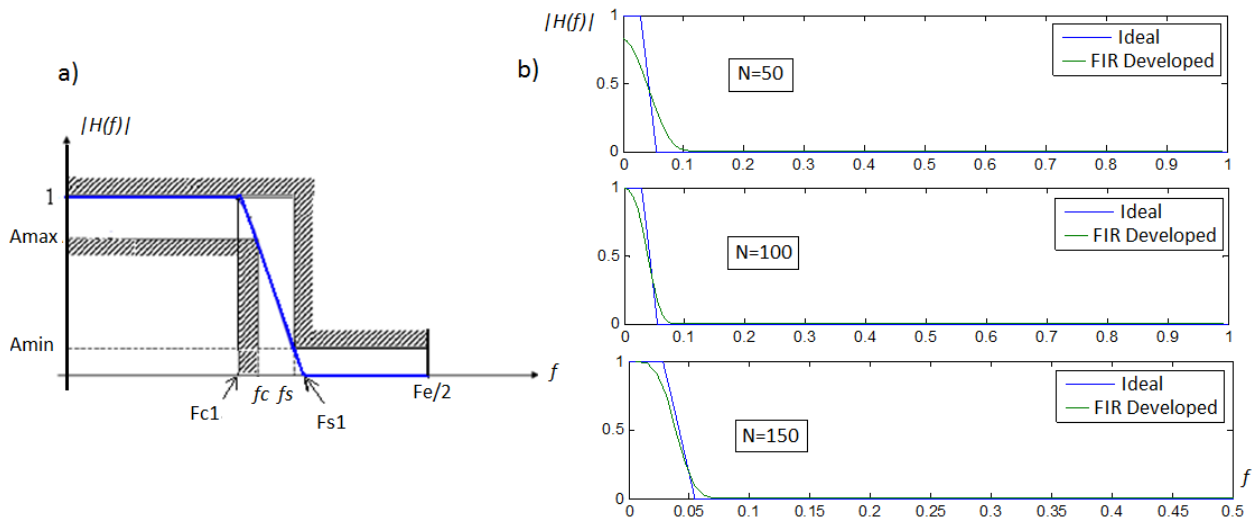 a)
|H(f)|
1
Amax
Amin
Fc1
fc
fs
Fs1
Fe/2
f
b)
|H(f)|
1
0.5
0
N=50
Ideal
FIR Developed
0 0.1 0.2 0.3 0.4 0.5 0.6 0.7 0.8 0.9 1
1
0.5
0
N=100
Ideal
FIR Developed
0 0.1 0.2 0.3 0.4 0.5 0.6 0.7 0.8 0.9 1
1
0.5
0
N=150
Ideal
FIR Developed
f
0 0.05 0.1 0.15 0.2 0.25 0.3 0.35 0.4 0.45 0.5